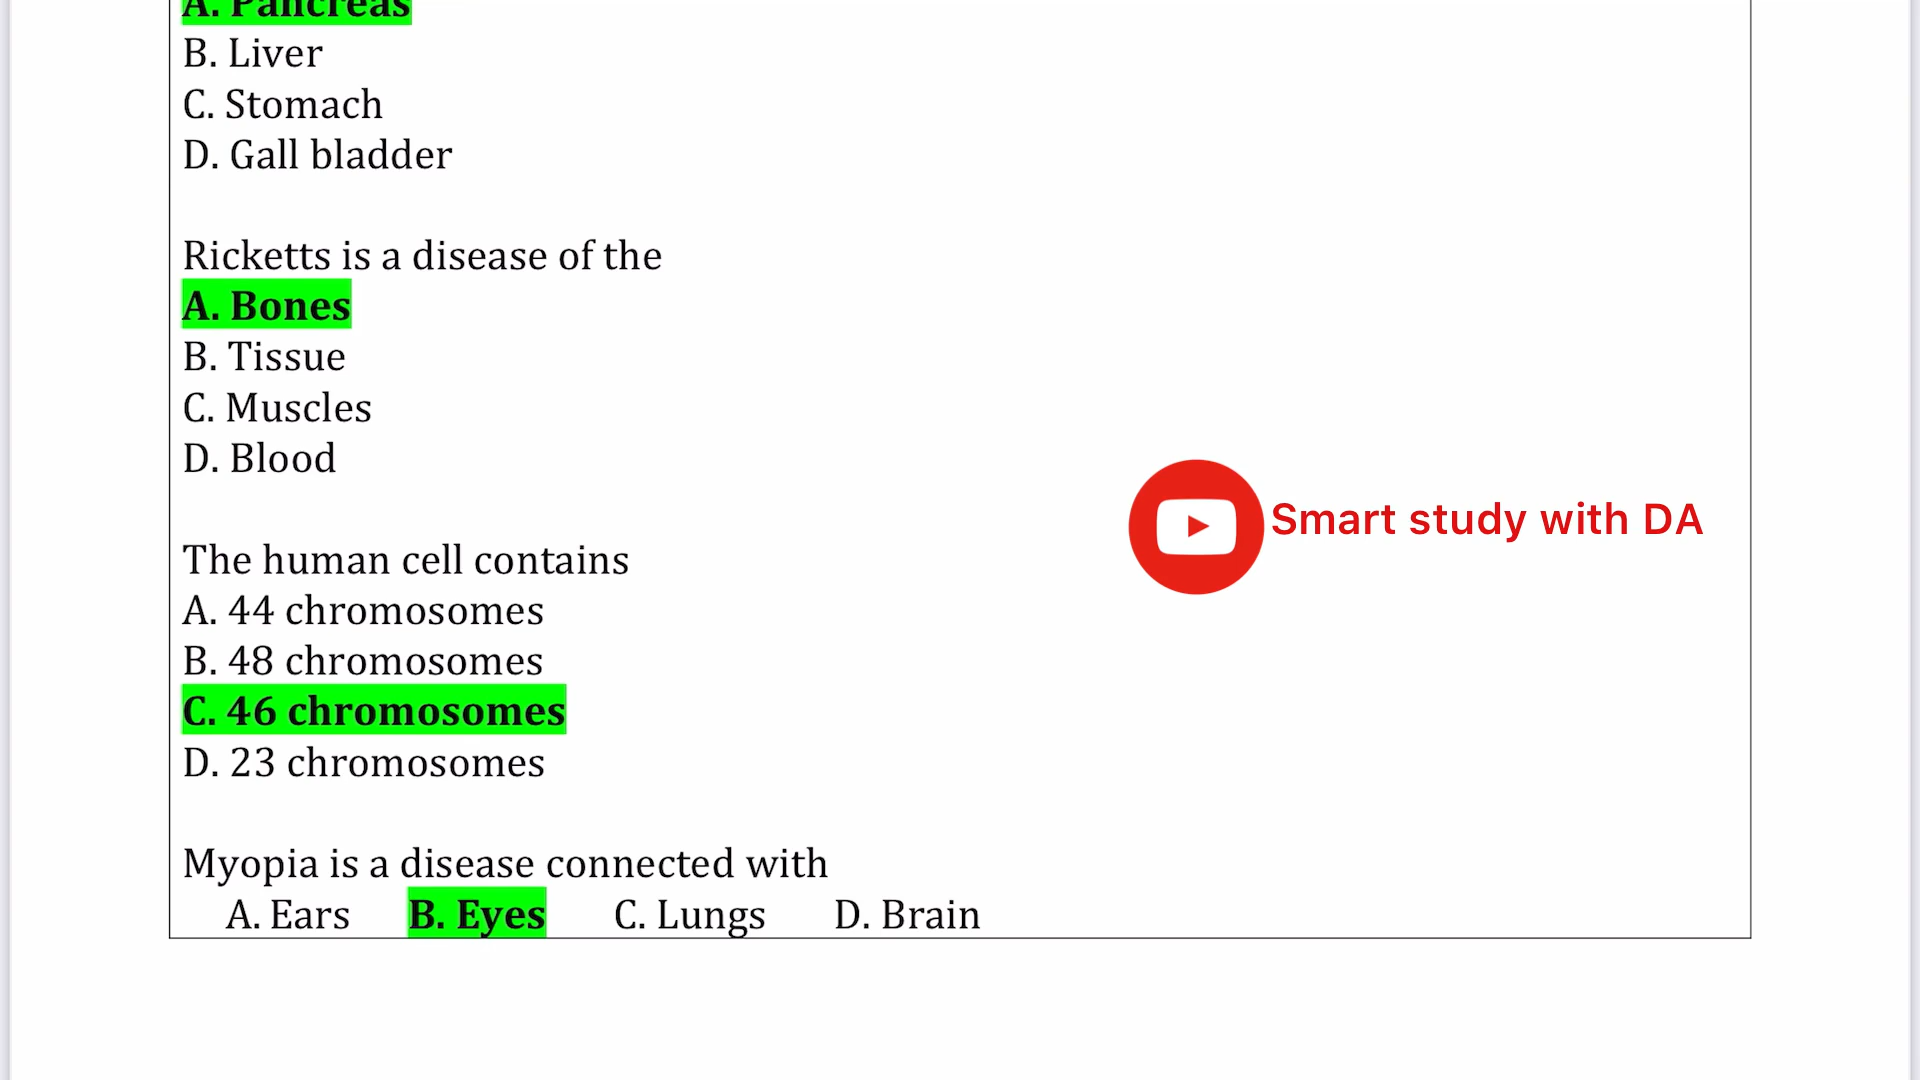 A. Pancreas
B. Liver
C. Stomach
D. Gall bladder
Ricketts is a disease of the
A. Bones
B. Tissue
C. Muscles
D. Blood
Smart study with DA
The human cell contains
A. 44 chromosomes
B. 48 chromosomes
C. 46 chromosomes
D. 23 chromosomes
Myopia is a disease connected with
A. Ears B. Eyes C. Lungs D. Brain